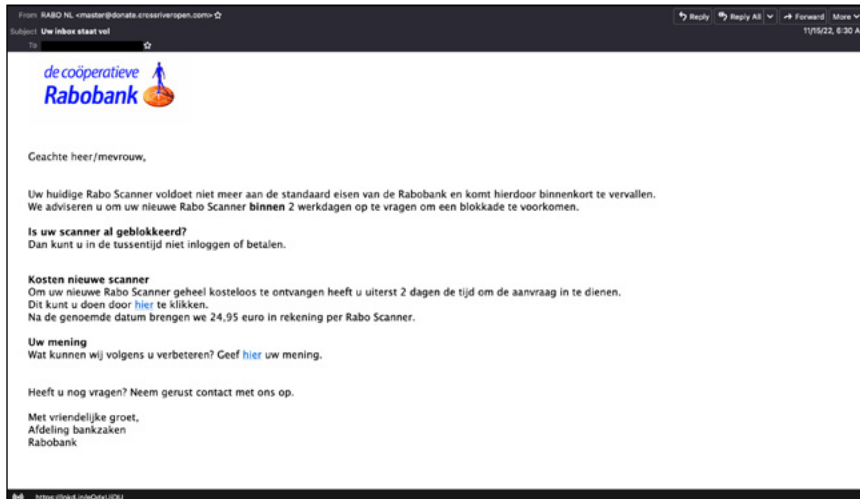 From RABO NL <master@donate.crossriveropen.com>
Reply Reply All Forward More
Subject Uw inbox staat vol
11/15/22, 6:30 A
To
de coöperatieve
Rabobank
Geachte heer/mevrouw,
Uw huidige Rabo Scanner voldoet niet meer aan de standaard eisen van de Rabobank en komt hierdoor binnenkort te vervallen.
We adviseren u om uw nieuwe Rabo Scanner binnen 2 werkdagen op te vragen om een blokkade te voorkomen.
Is uw scanner al geblokkeerd?
Dan kunt u in de tussentijd niet inloggen of betalen.
Kosten nieuwe scanner
Om uw nieuwe Rabo Scanner geheel kosteloos te ontvangen heeft u uiterst 2 dagen de tijd om de aanvraag in te dienen.
Dit kunt u doen door hier te klikken.
Na de genoemde datum brengen we 24,95 euro in rekening per Rabo Scanner.
Uw mening
Wat kunnen wij volgens u verbeteren? Geef hier uw mening.
Heeft u nog vragen? Neem gerust contact met ons op.
Met vriendelijke groet,
Afdeling bankzaken
Rabobank